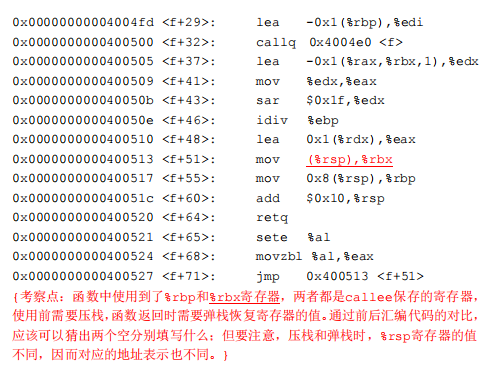 0x00000000004004fd <f+29>: lea -0x1(%rbp),%edi
0x0000000000400500 <f+32>: callq 0x4004e0 <f>
0x0000000000400505 <f+37>: lea -0x1(%rax,%rbx,1),%edx
0x0000000000400509 <f+41>: mov %edx,%eax
0x000000000040050b <f+43>: sar $0x1f,%edx
0x000000000040050e <f+46>: idiv %ebp
0x0000000000400510 <f+48>: lea 0x1(%rdx),%eax
0x0000000000400513 <f+51>: mov (%rsp),%rbx
0x0000000000400517 <f+55>: mov 0x8(%rsp),%rbp
0x000000000040051c <f+60>: add $0x10,%rsp
0x0000000000400520 <f+64>: retq
0x0000000000400521 <f+65>: sete %al
0x0000000000400524 <f+68>: movzbl %al,%eax
0x0000000000400527 <f+71>: jmp 0x400513 <f+51>
{考察点：函数中使用到了%rbp和%rbx寄存器，两者都是callee保存的寄存器，
使用前需要压栈，函数返回时需要弹栈恢复寄存器的值。通过前后汇编代码的对比，
应该可以猜出两个空分别填写什么；但要注意，压栈和弹栈时，%rsp寄存器的值
不同，因而对应的地址表示也不同。}